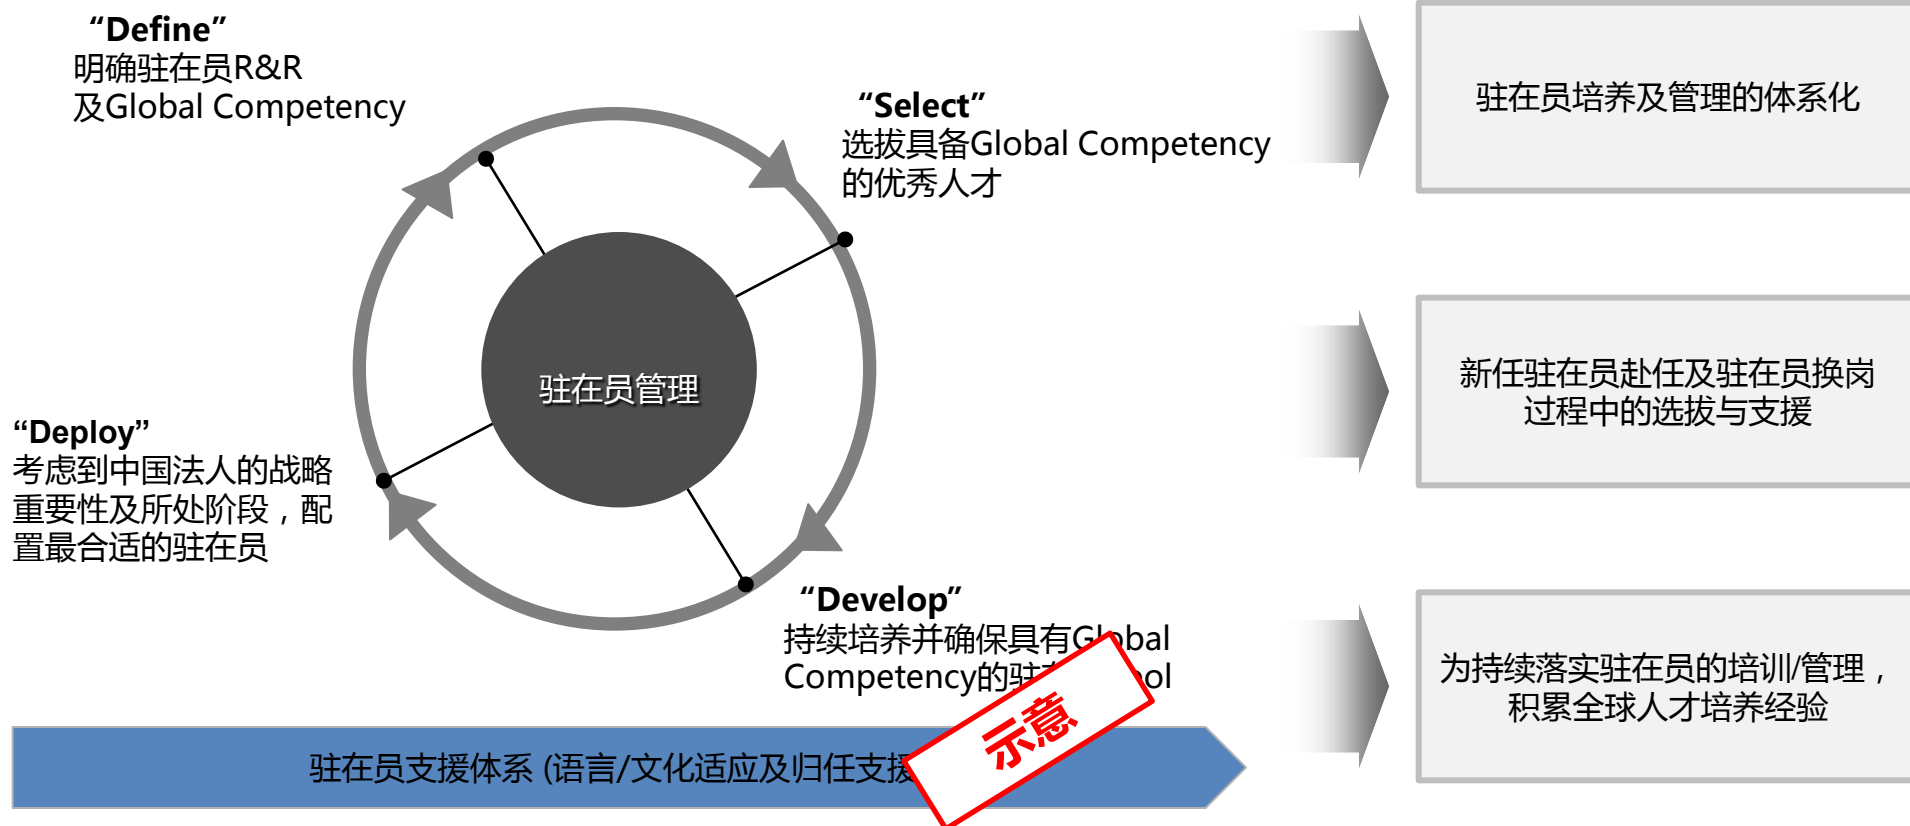 “Define”
明确驻在员R&R
及Global Competency
“Select”
选拔具备Global Competency
的优秀人才
驻在员管理
“Deploy”
考虑到中国法人的战略
重要性及所处阶段，配
置最合适的驻在员
“Develop”
持续培养并确保具有Global
Competency的驻在
示意
驻在员支援体系 (语言/文化适应及归任支援
驻在员培养及管理的体系化
新任驻在员赴任及驻在员换岗
过程中的选拔与支援
为持续落实驻在员的培训/管理，
积累全球人才培养经验